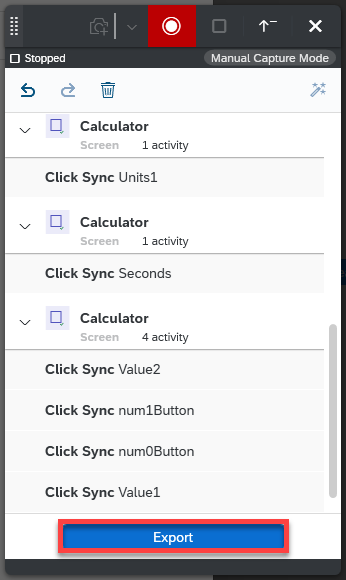 Stopped Manual Capture Mode
Calculator
Screen 1 activity
Click Sync Units1
Calculator
Screen 1 activity
Click Sync Seconds
Calculator
Screen 4 activity
Click Sync Value2
Click Sync num1Button
Click Sync num0Button
Click Sync Value1
Export